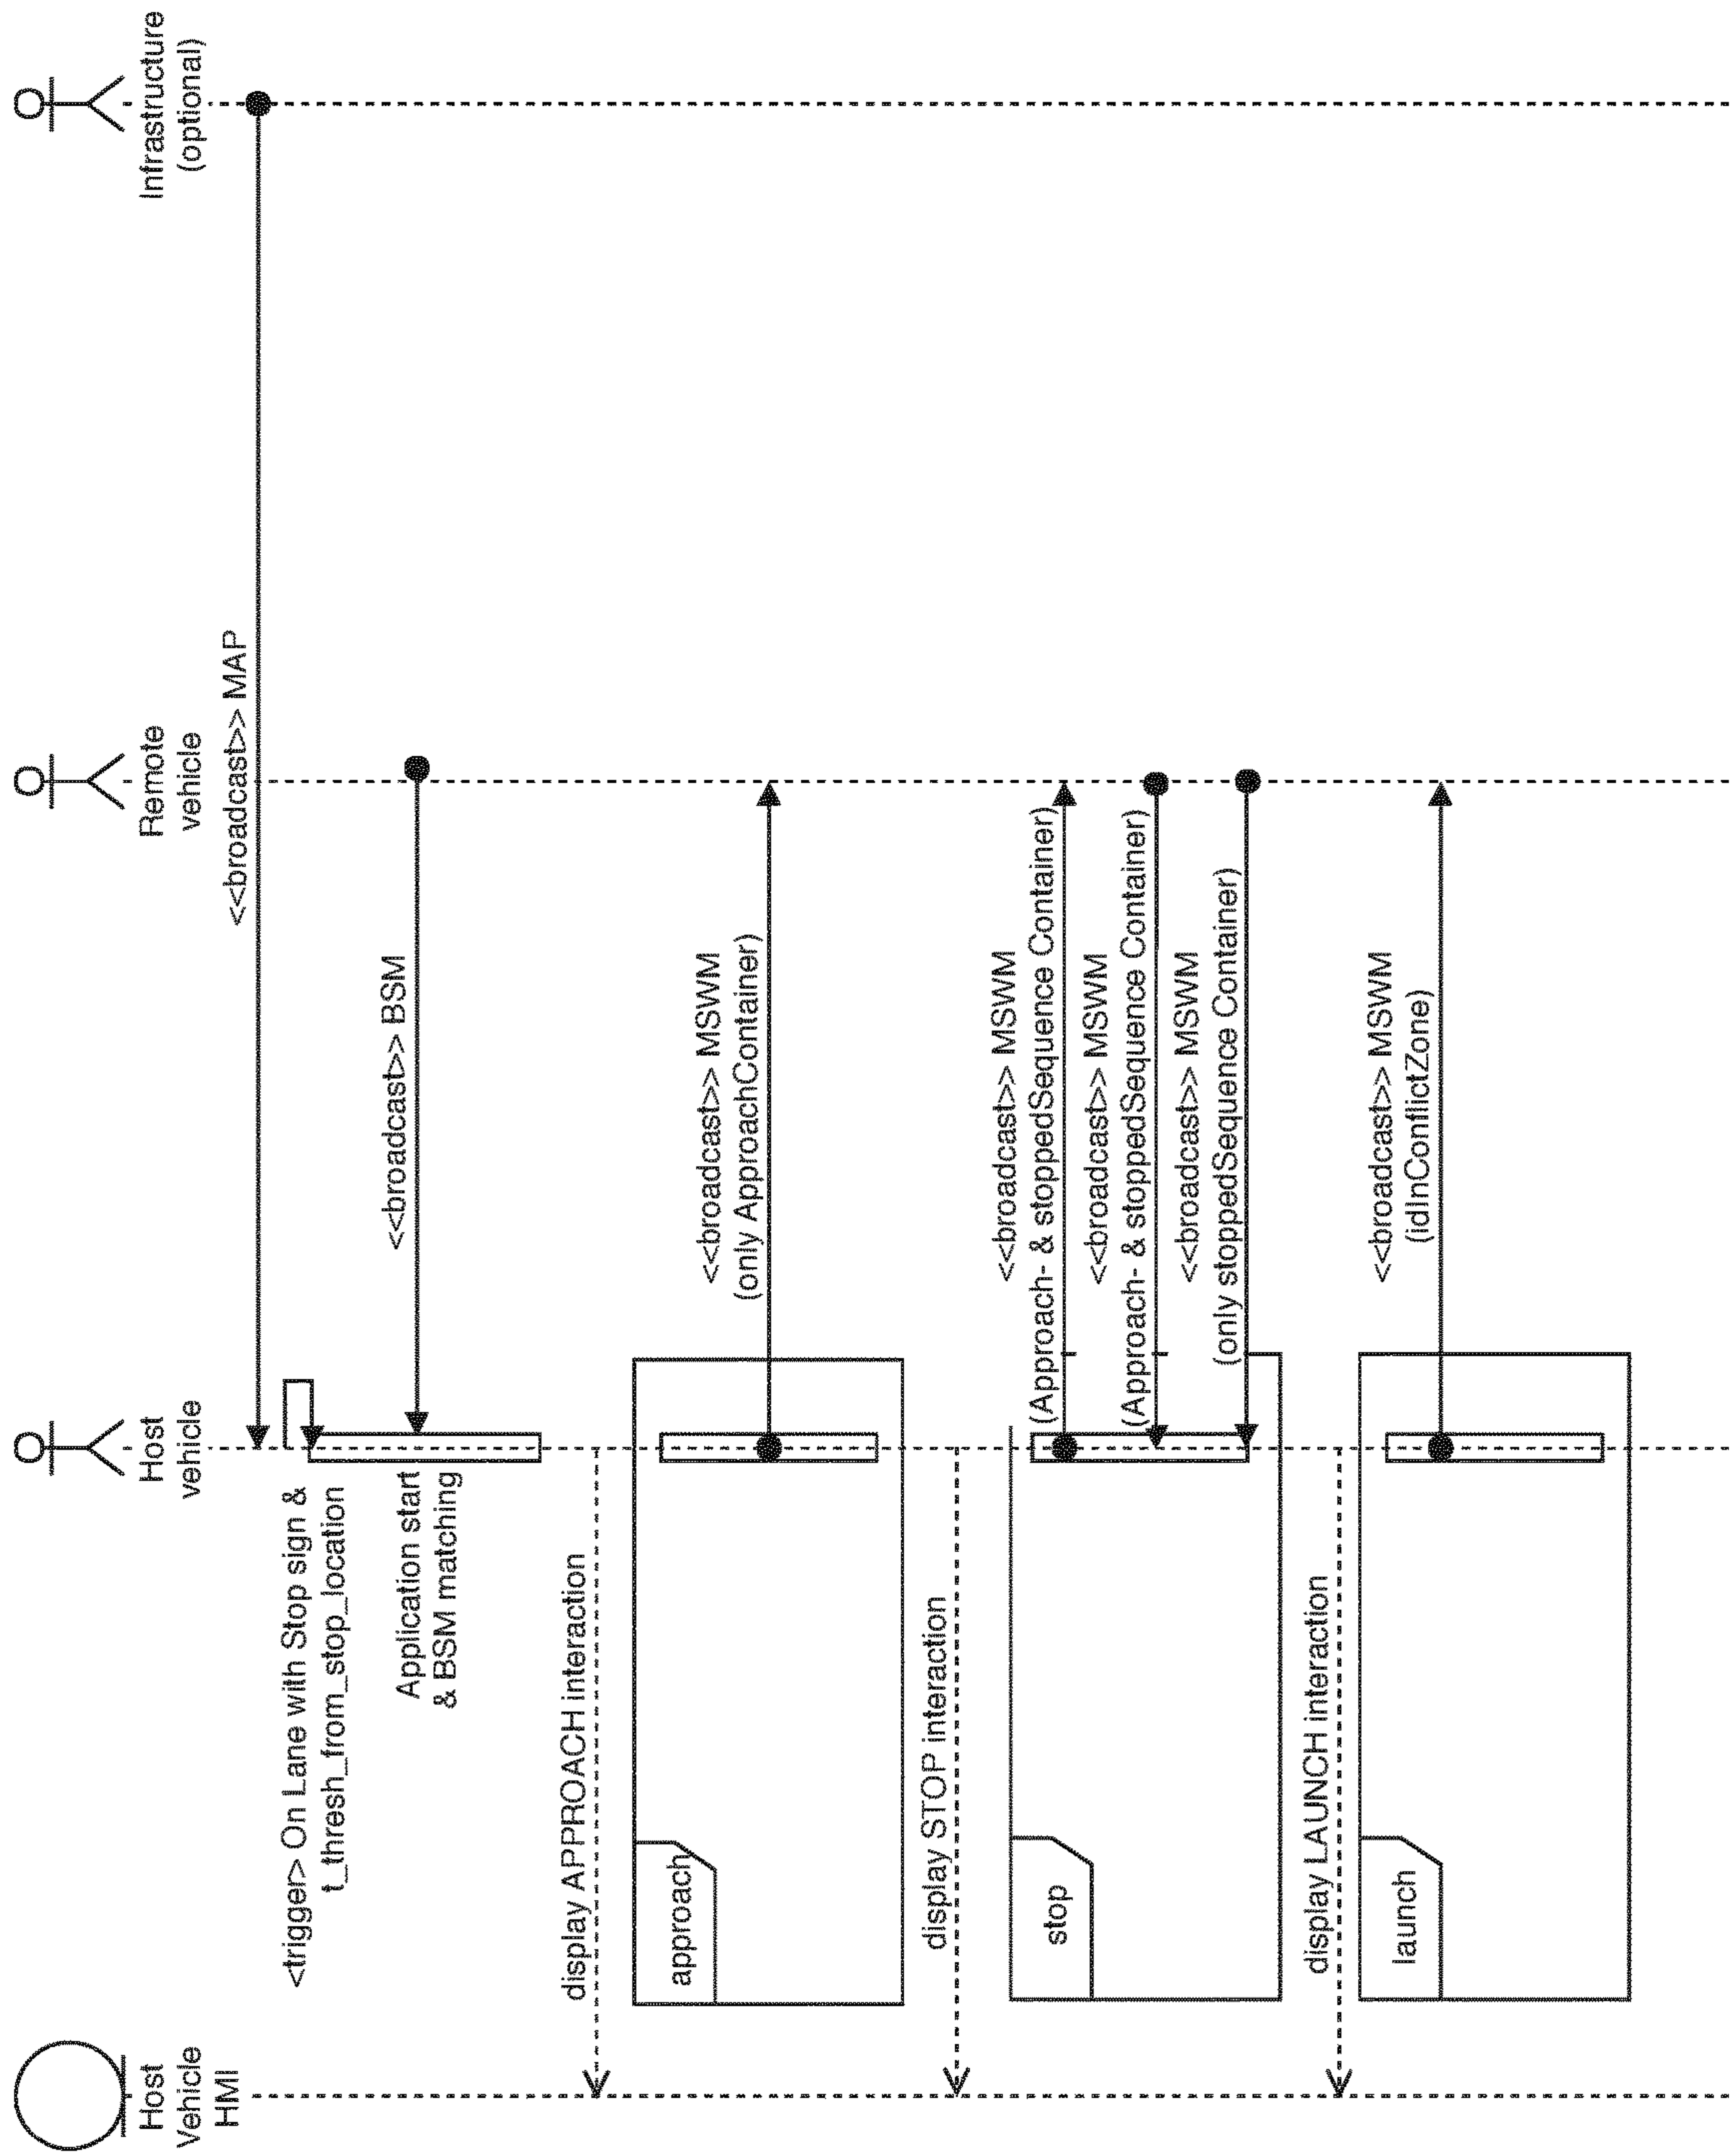 Host
Vehicle
HMI
Host
vehicle
Remote
vehicle
Infrastructure
(optional)
<<broadcast>> MAP
<trigger> On Lane with Stop sign &
t_thresh_from_stop_location
<<broadcast>> BSM
Application start
& BSM matching
display APPROACH interaction
approach
<<broadcast>> MSWM
(only ApproachContainer)
display STOP interaction
stop
<<broadcast>> MSWM
(Approach- & stoppedSequence Container)
<<broadcast>> MSWM
(Approach- & stoppedSequence Container)
<<broadcast>> MSWM
(only stoppedSequence Container)
display LAUNCH interaction
launch
<<broadcast>> MSWM
(idInConflictZone)